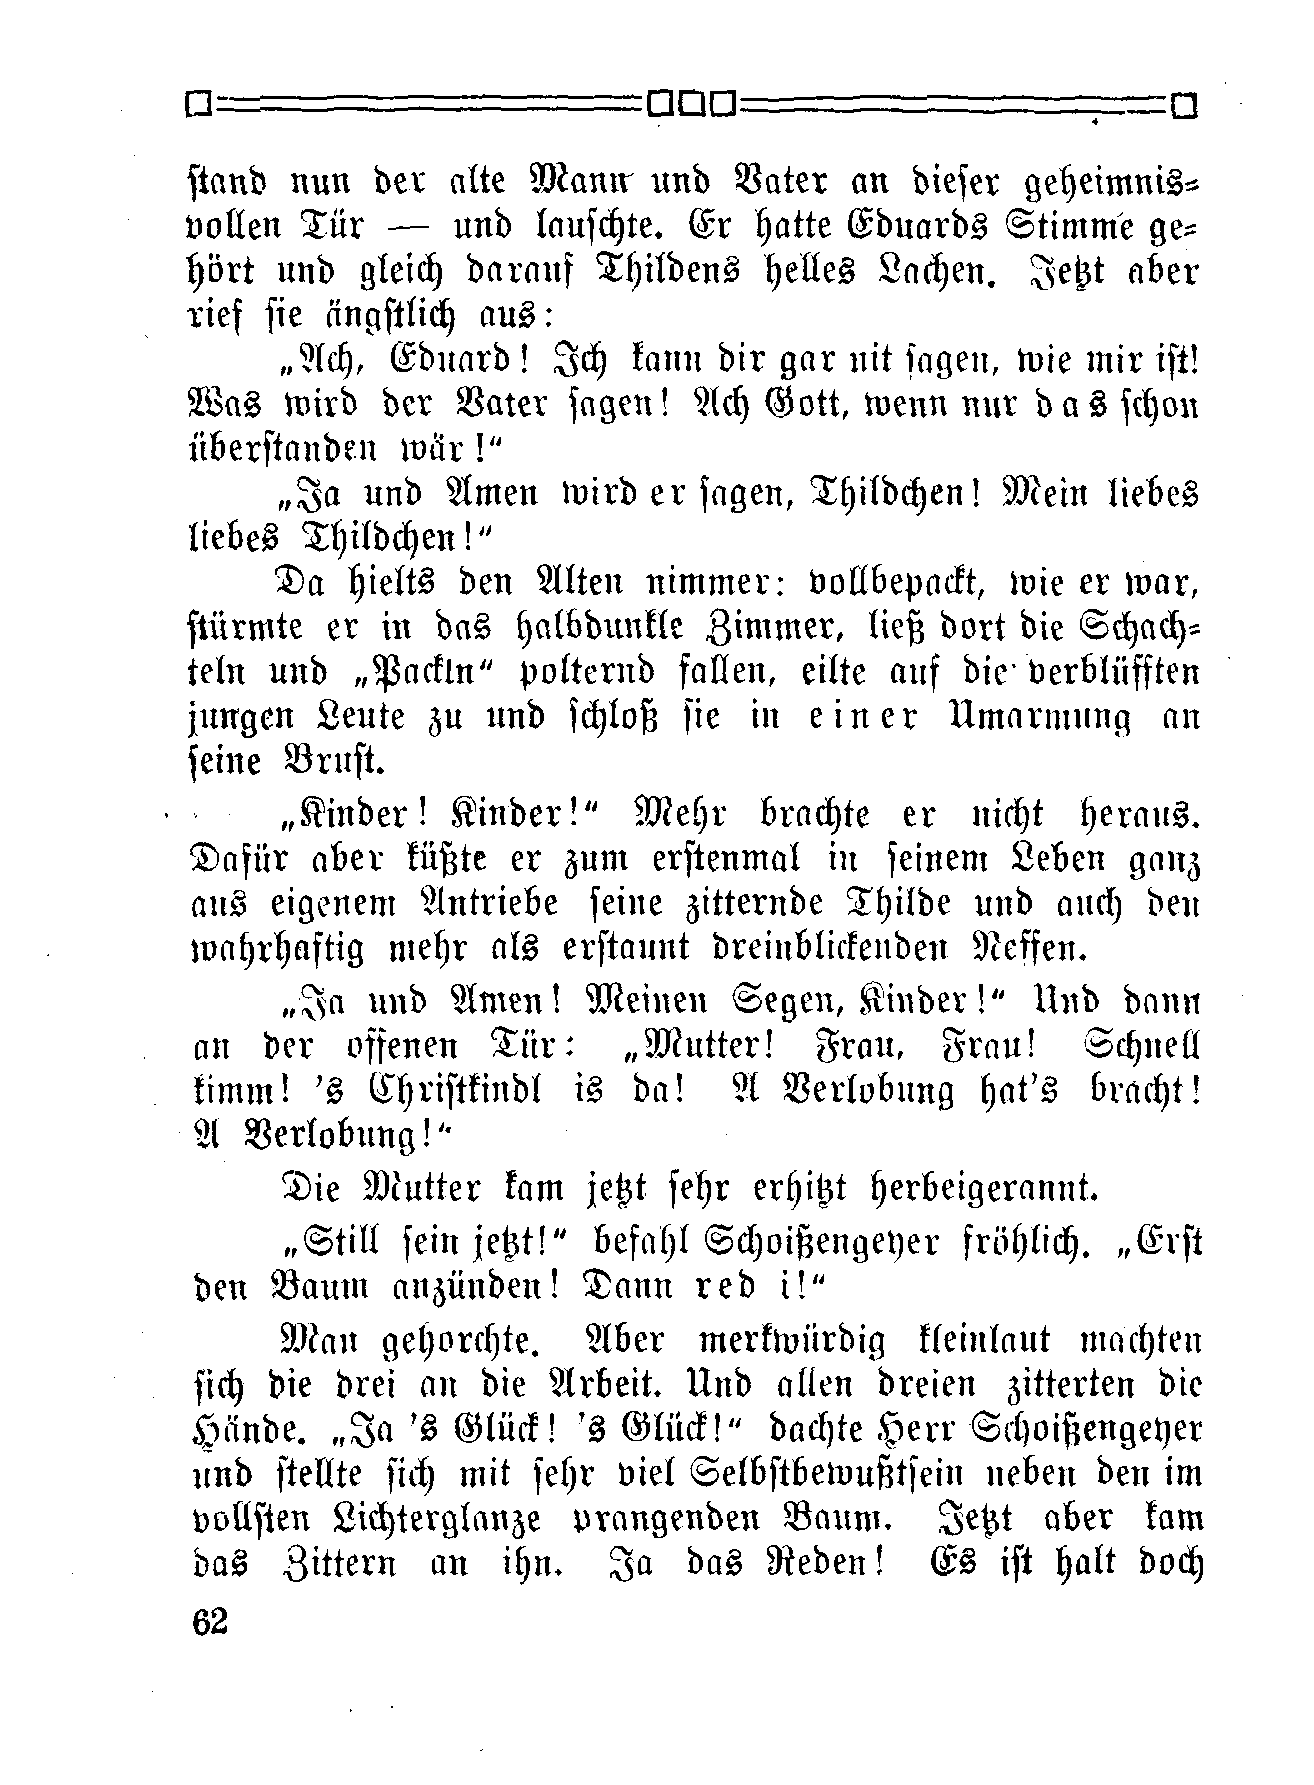 stand nun der alte Mann und Vater an dieser geheimnis-
vollen Tür — und lauschte. Er hatte Eduards Stimme ge-
hört und gleich darauf Thildens helles Lachen. Jetzt aber
rief sie ängstlich aus:
„Ach, Eduard! Ich kann dir gar nit sagen, wie mir ist!
Was wird der Vater sagen! Ach Gott, wenn nur das schon
überstanden wär!“
„Ja und Amen wird er sagen, Thildchen! Mein liebes
liebes Thildchen!“
Da hielts den Alten nimmer: vollbepackt, wie er war,
stürmte er in das halbdunkle Zimmer, ließ dort die Schach-
teln und „Packln“ polternd fallen, eilte auf die verblüfften
jungen Leute zu und schloß sie in einer Umarmung an
seine Brust.
„Kinder! Kinder!“ Mehr brachte er nicht heraus.
Dafür aber küßte er zum erstenmal in seinem Leben ganz
aus eigenem Antriebe seine zitternde Thilde und auch den
wahrhaftig mehr als erstaunt dreinblickenden Neffen.
„Ja und Amen! Meinen Segen, Kinder!“ Und dann
an der offenen Tür: „Mutter! Frau, Frau! Schnell
kimm! 's Christkindl is da! A Verlobung hat's bracht!
A Verlobung!“
Die Mutter kam jetzt sehr erhitzt herbeigerannt.
„Still sein jetzt!“ befahl Schoißengeyer fröhlich. „Erst
den Baum anzünden! Dann red i!“
Man gehorchte. Aber merkwürdig kleinlaut machten
sich die drei an die Arbeit. Und allen dreien zitterten die
Hände. „Ja 's Glück! 's Glück!“ dachte Herr Schoißengeyer
und stellte sich mit sehr viel Selbstbewußtsein neben den im
vollsten Lichterglanze prangenden Baum. Jetzt aber kam
das Zittern an ihn. Ja das Reden! Es ist halt doch
62